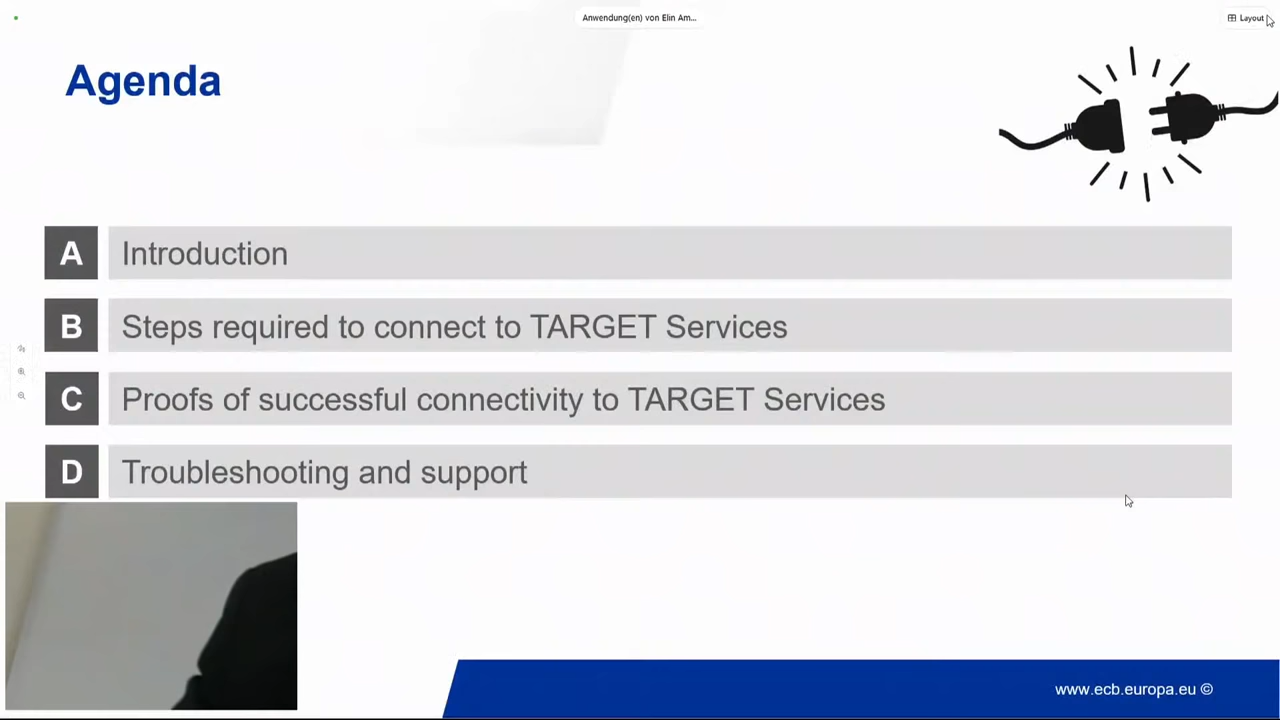 Anwendung(en) von Elin Am...
Layout
Agenda
A Introduction
B Steps required to connect to TARGET Services
C Proofs of successful connectivity to TARGET Services
D Troubleshooting and support
www.ecb.europa.eu ©